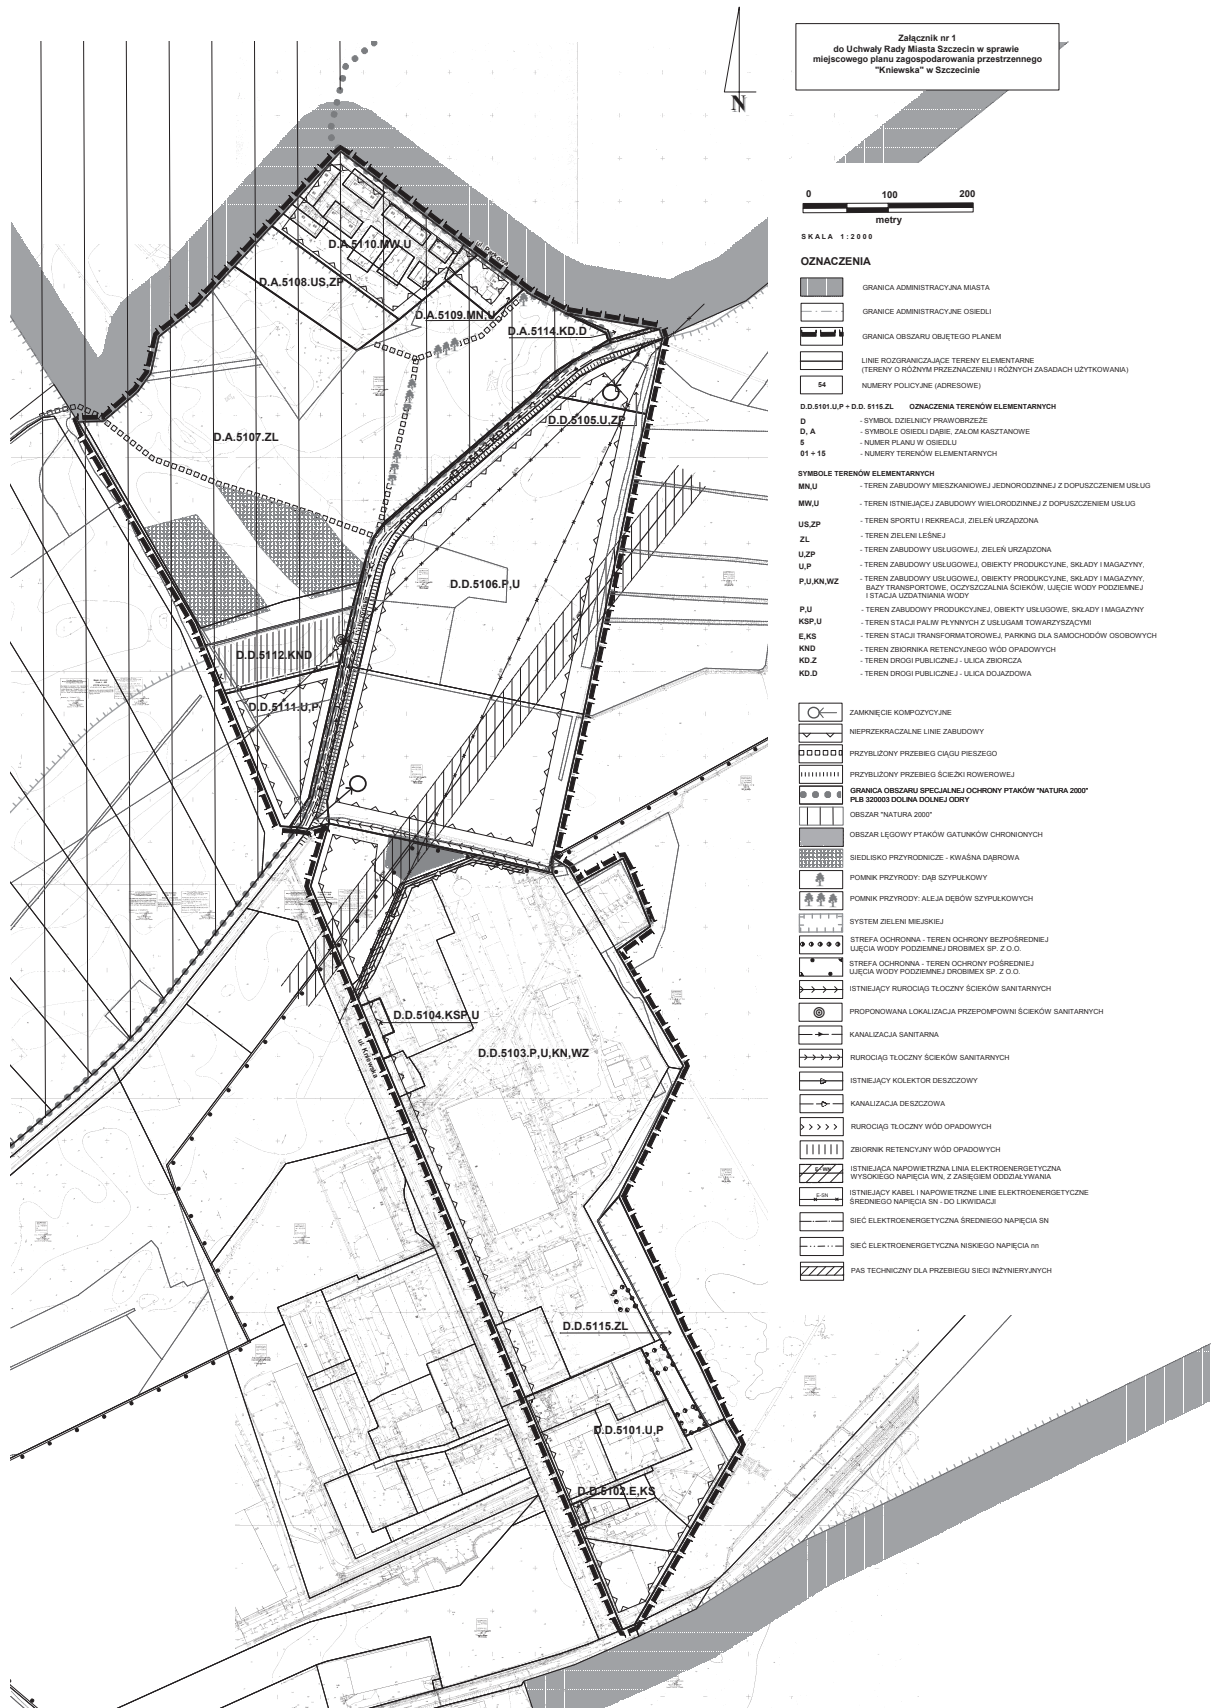 Załącznik nr 1
do Uchwały Rady Miasta Szczecin w sprawie
miejscowego planu zagospodarowania przestrzennego
"Kniewska" w Szczecinie
N
0 100 200
metry
SKALA 1:2000
OZNACZENIA
GRANICA ADMINISTRACYJNA MIASTA
GRANICE ADMINISTRACYJNE OSIEDLI
GRANICA OBSZARU OBJĘTEGO PLANEM
LINIE ROZGRANICZAJĄCE TERENY ELEMENTARNE
(TERENY O RÓŻNYM PRZEZNACZENIU I RÓŻNYCH ZASADACH UŻYTKOWANIA)
54 NUMERY POLICYJNE (ADRESOWE)
D.D.5101.U,P ÷ D.D. 5115.ZL OZNACZENIA TERENÓW ELEMENTARNYCH
D - SYMBOL DZIELNICY PRAWOBRZEŻE
D, A - SYMBOLE OSIEDLI DĄBIE, ZAŁOM KASZTANOWE
5 - NUMER PLANU W OSIEDLU
01 ÷ 15 - NUMERY TERENÓW ELEMENTARNYCH
SYMBOLE TERENÓW ELEMENTARNYCH
MN,U - TEREN ZABUDOWY MIESZKANIOWEJ JEDNORODZINNEJ Z DOPUSZCZENIEM USŁUG
MW,U - TEREN ISTNIEJĄCEJ ZABUDOWY WIELORODZINNEJ Z DOPUSZCZENIEM USŁUG
US,ZP - TEREN SPORTU I REKREACJI, ZIELEŃ URZĄDZONA
ZL - TEREN ZIELENI LEŚNEJ
U,ZP - TEREN ZABUDOWY USŁUGOWEJ, ZIELEŃ URZĄDZONA
U,P - TEREN ZABUDOWY USŁUGOWEJ, OBIEKTY PRODUKCYJNE, SKŁADY I MAGAZYNY,
P,U,KN,WZ - TEREN ZABUDOWY USŁUGOWEJ, OBIEKTY PRODUKCYJNE, SKŁADY I MAGAZYNY,
BAZY TRANSPORTOWE, OCZYSZCZALNIA ŚCIEKÓW, UJĘCIE WODY PODZIEMNEJ
I STACJA UZDATNIANIA WODY
P,U - TEREN ZABUDOWY PRODUKCYJNEJ, OBIEKTY USŁUGOWE, SKŁADY I MAGAZYNY
KSP,U - TEREN STACJI PALIW PŁYNNYCH Z USŁUGAMI TOWARZYSZĄCYMI
E,KS - TEREN STACJI TRANSFORMATOROWEJ, PARKING DLA SAMOCHODÓW OSOBOWYCH
KND - TEREN ZBIORNIKA RETENCYJNEGO WÓD OPADOWYCH
KD.Z - TEREN DROGI PUBLICZNEJ - ULICA ZBIORCZA
KD.D - TEREN DROGI PUBLICZNEJ - ULICA DOJAZDOWA
ZAMKNIĘCIE KOMPOZYCYJNE
NIEPRZEKRACZALNE LINIE ZABUDOWY
PRZYBLIŻONY PRZEBIEG CIĄGU PIESZEGO
PRZYBLIŻONY PRZEBIEG ŚCIEŻKI ROWEROWEJ
GRANICA OBSZARU SPECJALNEJ OCHRONY PTAKÓW "NATURA 2000"
PLB 320003 DOLINA DOLNEJ ODRY
OBSZAR "NATURA 2000"
OBSZAR LĘGOWY PTAKÓW GATUNKÓW CHRONIONYCH
SIEDLISKO PRZYRODNICZE - KWAŚNA DĄBROWA
POMNIK PRZYRODY: DĄB SZYPUŁKOWY
POMNIK PRZYRODY: ALEJA DĘBÓW SZYPUŁKOWYCH
SYSTEM ZIELENI MIEJSKIEJ
STREFA OCHRONNA - TEREN OCHRONY BEZPOŚREDNIEJ
UJĘCIA WODY PODZIEMNEJ DROBIMEX SP. Z O.O.
STREFA OCHRONNA - TEREN OCHRONY POŚREDNIEJ
UJĘCIA WODY PODZIEMNEJ DROBIMEX SP. Z O.O.
ISTNIEJĄCY RUROCIĄG TŁOCZNY ŚCIEKÓW SANITARNYCH
PROPONOWANA LOKALIZACJA PRZEPOMPOWNI ŚCIEKÓW SANITARNYCH
KANALIZACJA SANITARNA
RUROCIĄG TŁOCZNY ŚCIEKÓW SANITARNYCH
ISTNIEJĄCY KOLEKTOR DESZCZOWY
KANALIZACJA DESZCZOWA
RUROCIĄG TŁOCZNY WÓD OPADOWYCH
ZBIORNIK RETENCYJNY WÓD OPADOWYCH
ISTNIEJĄCA NAPOWIETRZNA LINIA ELEKTROENERGETYCZNA
WYSOKIEGO NAPIĘCIA WN, Z ZASIĘGIEM ODDZIAŁYWANIA
E-SN ISTNIEJĄCY KABEL I NAPOWIETRZNE LINIE ELEKTROENERGETYCZNE
ŚREDNIEGO NAPIĘCIA SN - DO LIKWIDACJI
SIEĆ ELEKTROENERGETYCZNA ŚREDNIEGO NAPIĘCIA SN
SIEĆ ELEKTROENERGETYCZNA NISKIEGO NAPIĘCIA nn
PAS TECHNICZNY DLA PRZEBIEGU SIECI INŻYNIERYJNYCH
D.A.5110.MW,U
D.A.5108.US,ZP
D.A.5109.MN,U
D.A.5114.KD.D
D.D.5105.U,ZP
D.A.5107.ZL
D.D.5106.P,U
D.D.5112.KND
D.D.5111.U,P
D.D.5104.KSP,U
D.D.5103.P,U,KN,WZ
ul. Kniewska
D.D.5115.ZL
D.D.5101.U,P
D.D.5102.E,KS